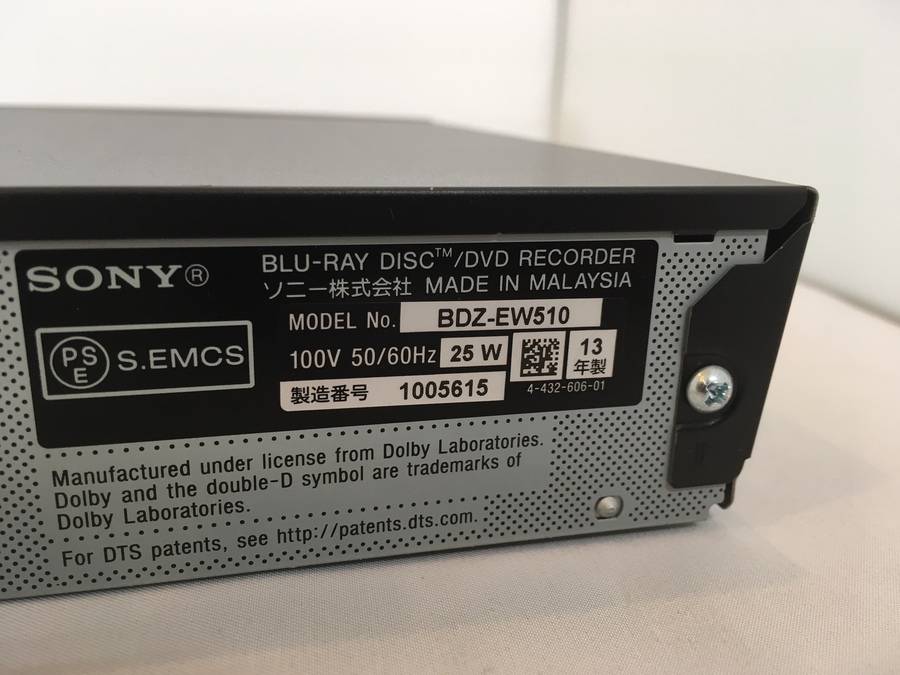 SONY®
BLU-RAY DISC™/DVD RECORDER
ソニー株式会社 MADE IN MALAYSIA
PSE S.EMCS
MODEL No. BDZ-EW510
100V 50/60Hz 25 W
13年製
製造番号 1005615
4-432-606-01
Manufactured under license from Dolby Laboratories.
Dolby and the double-D symbol are trademarks of
Dolby Laboratories.
For DTS patents, see http://patents.dts.com.